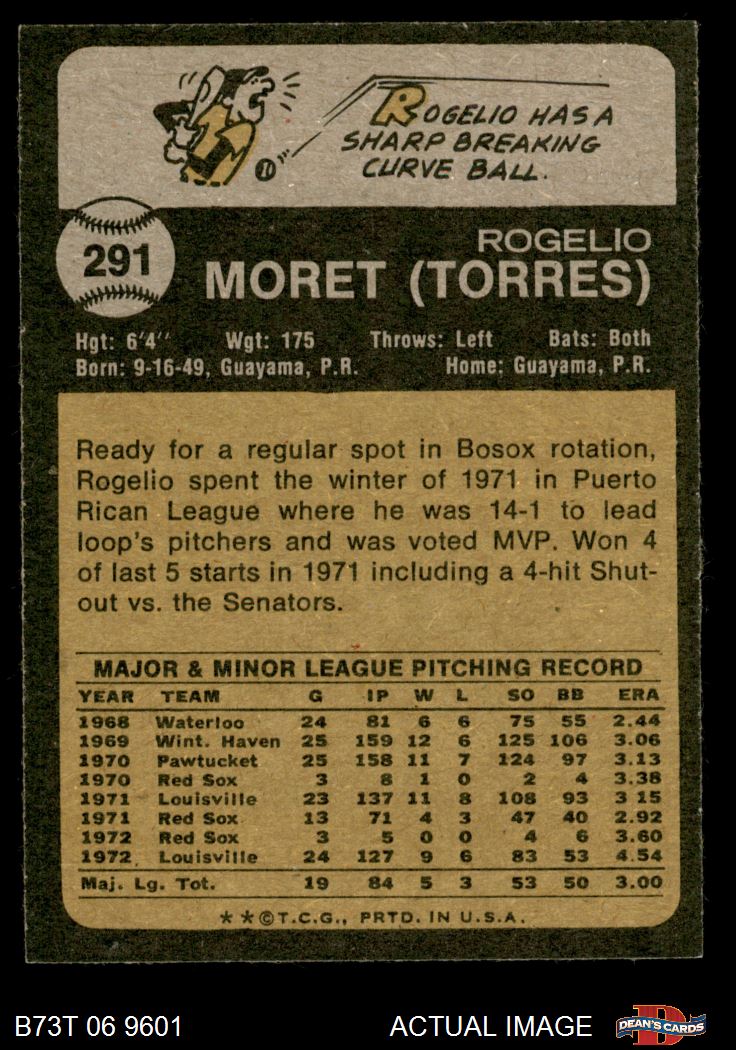 ROGELIO HAS A
SHARP BREAKING
CURVE BALL.
291
ROGELIO
MORET (TORRES)
Hgt: 6'4'' Wgt: 175 Throws: Left Bats: Both
Born: 9-16-49, Guayama, P.R. Home: Guayama, P.R.
Ready for a regular spot in Bosox rotation,
Rogelio spent the winter of 1971 in Puerto
Rican League where he was 14-1 to lead
loop's pitchers and was voted MVP. Won 4
of last 5 starts in 1971 including a 4-hit Shut-
out vs. the Senators.
MAJOR & MINOR LEAGUE PITCHING RECORD
YEAR TEAM G IP W L SO BB ERA
1968 Waterloo 24 81 6 6 75 55 2.44
1969 Wint. Haven 25 159 12 6 125 106 3.06
1970 Pawtucket 25 158 11 7 124 97 3.13
1970 Red Sox 3 8 1 0 2 4 3.38
1971 Louisville 23 137 11 8 108 93 3 15
1971 Red Sox 13 71 4 3 47 40 2.92
1972 Red Sox 3 5 0 0 4 6 3.60
1972 Louisville 24 127 9 6 83 53 4.54
Maj. Lg. Tot. 19 84 5 3 53 50 3.00
* * © T.C.G., PRTD. IN U.S.A.
B73T 06 9601 ACTUAL IMAGE D DEAN'S CARDS